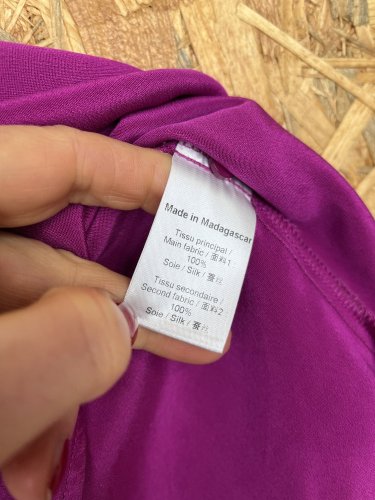 Made in Madagascar
Tissu principal /
Main fabric / 面料1
100%
Soie / Silk / 蚕丝
Tissu secondaire /
Second fabric / 面料2
100%
Soie / Silk / 蚕丝